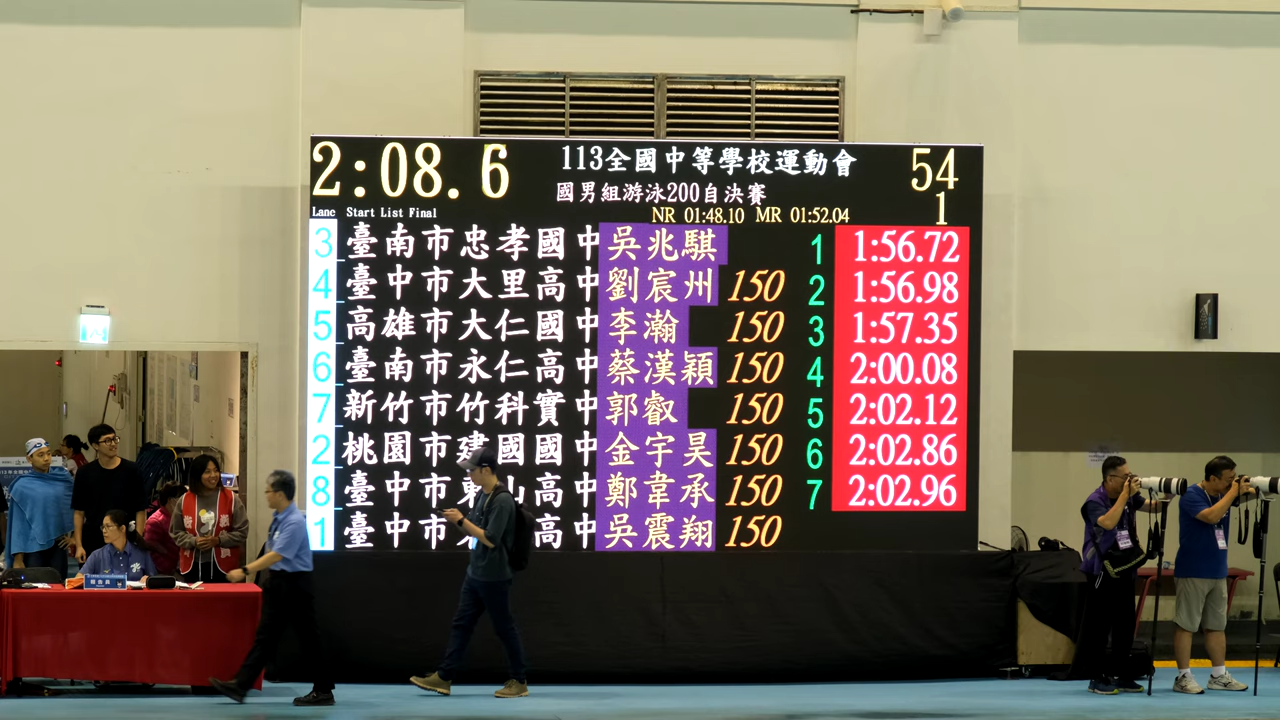 2:08.6
113全國中等學校運動會
54
國男組游泳200自決賽
1
Lane Start List Final
NR 01:48.10 MR 01:52.04
3 臺南市忠孝國中 吳兆騏 1 1:56.72
4 臺中市大里高中 劉宸州 150 2 1:56.98
5 高雄市大仁國中 李瀚 150 3 1:57.35
6 臺南市永仁高中 蔡漢穎 150 4 2:00.08
7 新竹市竹科實中 郭叡 150 5 2:02.12
2 桃園市建國國中 金宇昊 150 6 2:02.86
8 臺中市東山高中 鄭韋承 150 7 2:02.96
1 臺中市 高中 吳震翔 150
報告員